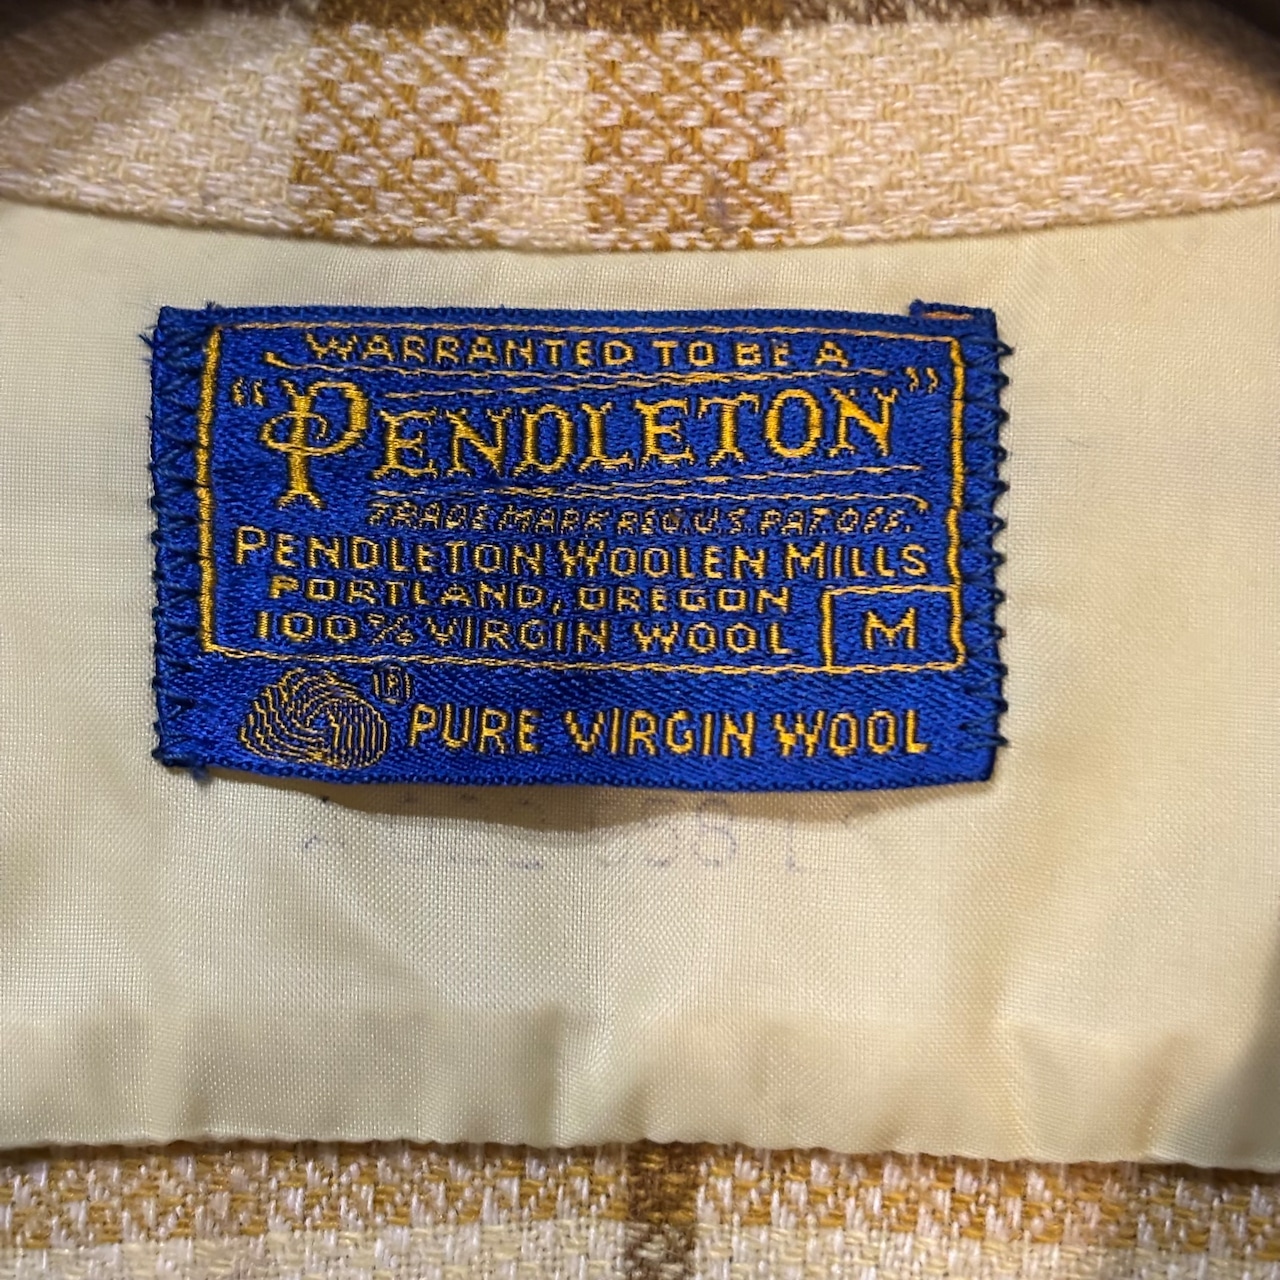 WARRANTED TO BE A
"PENDLETON"
TRADE MARK REG. U.S. PAT. OFF.
PENDLETON WOOLEN MILLS
PORTLAND, OREGON
100% VIRGIN WOOL M
® PURE VIRGIN WOOL